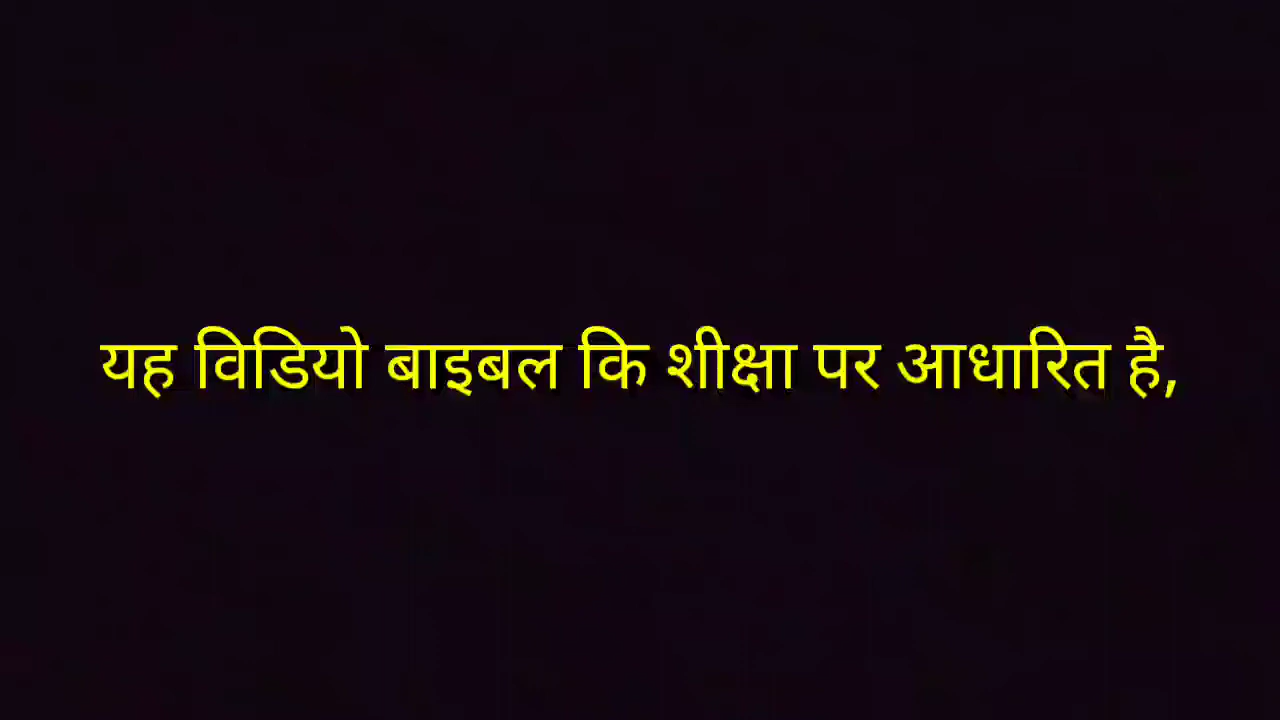 यह विडियो बाइबल कि शीक्षा पर आधारित है,